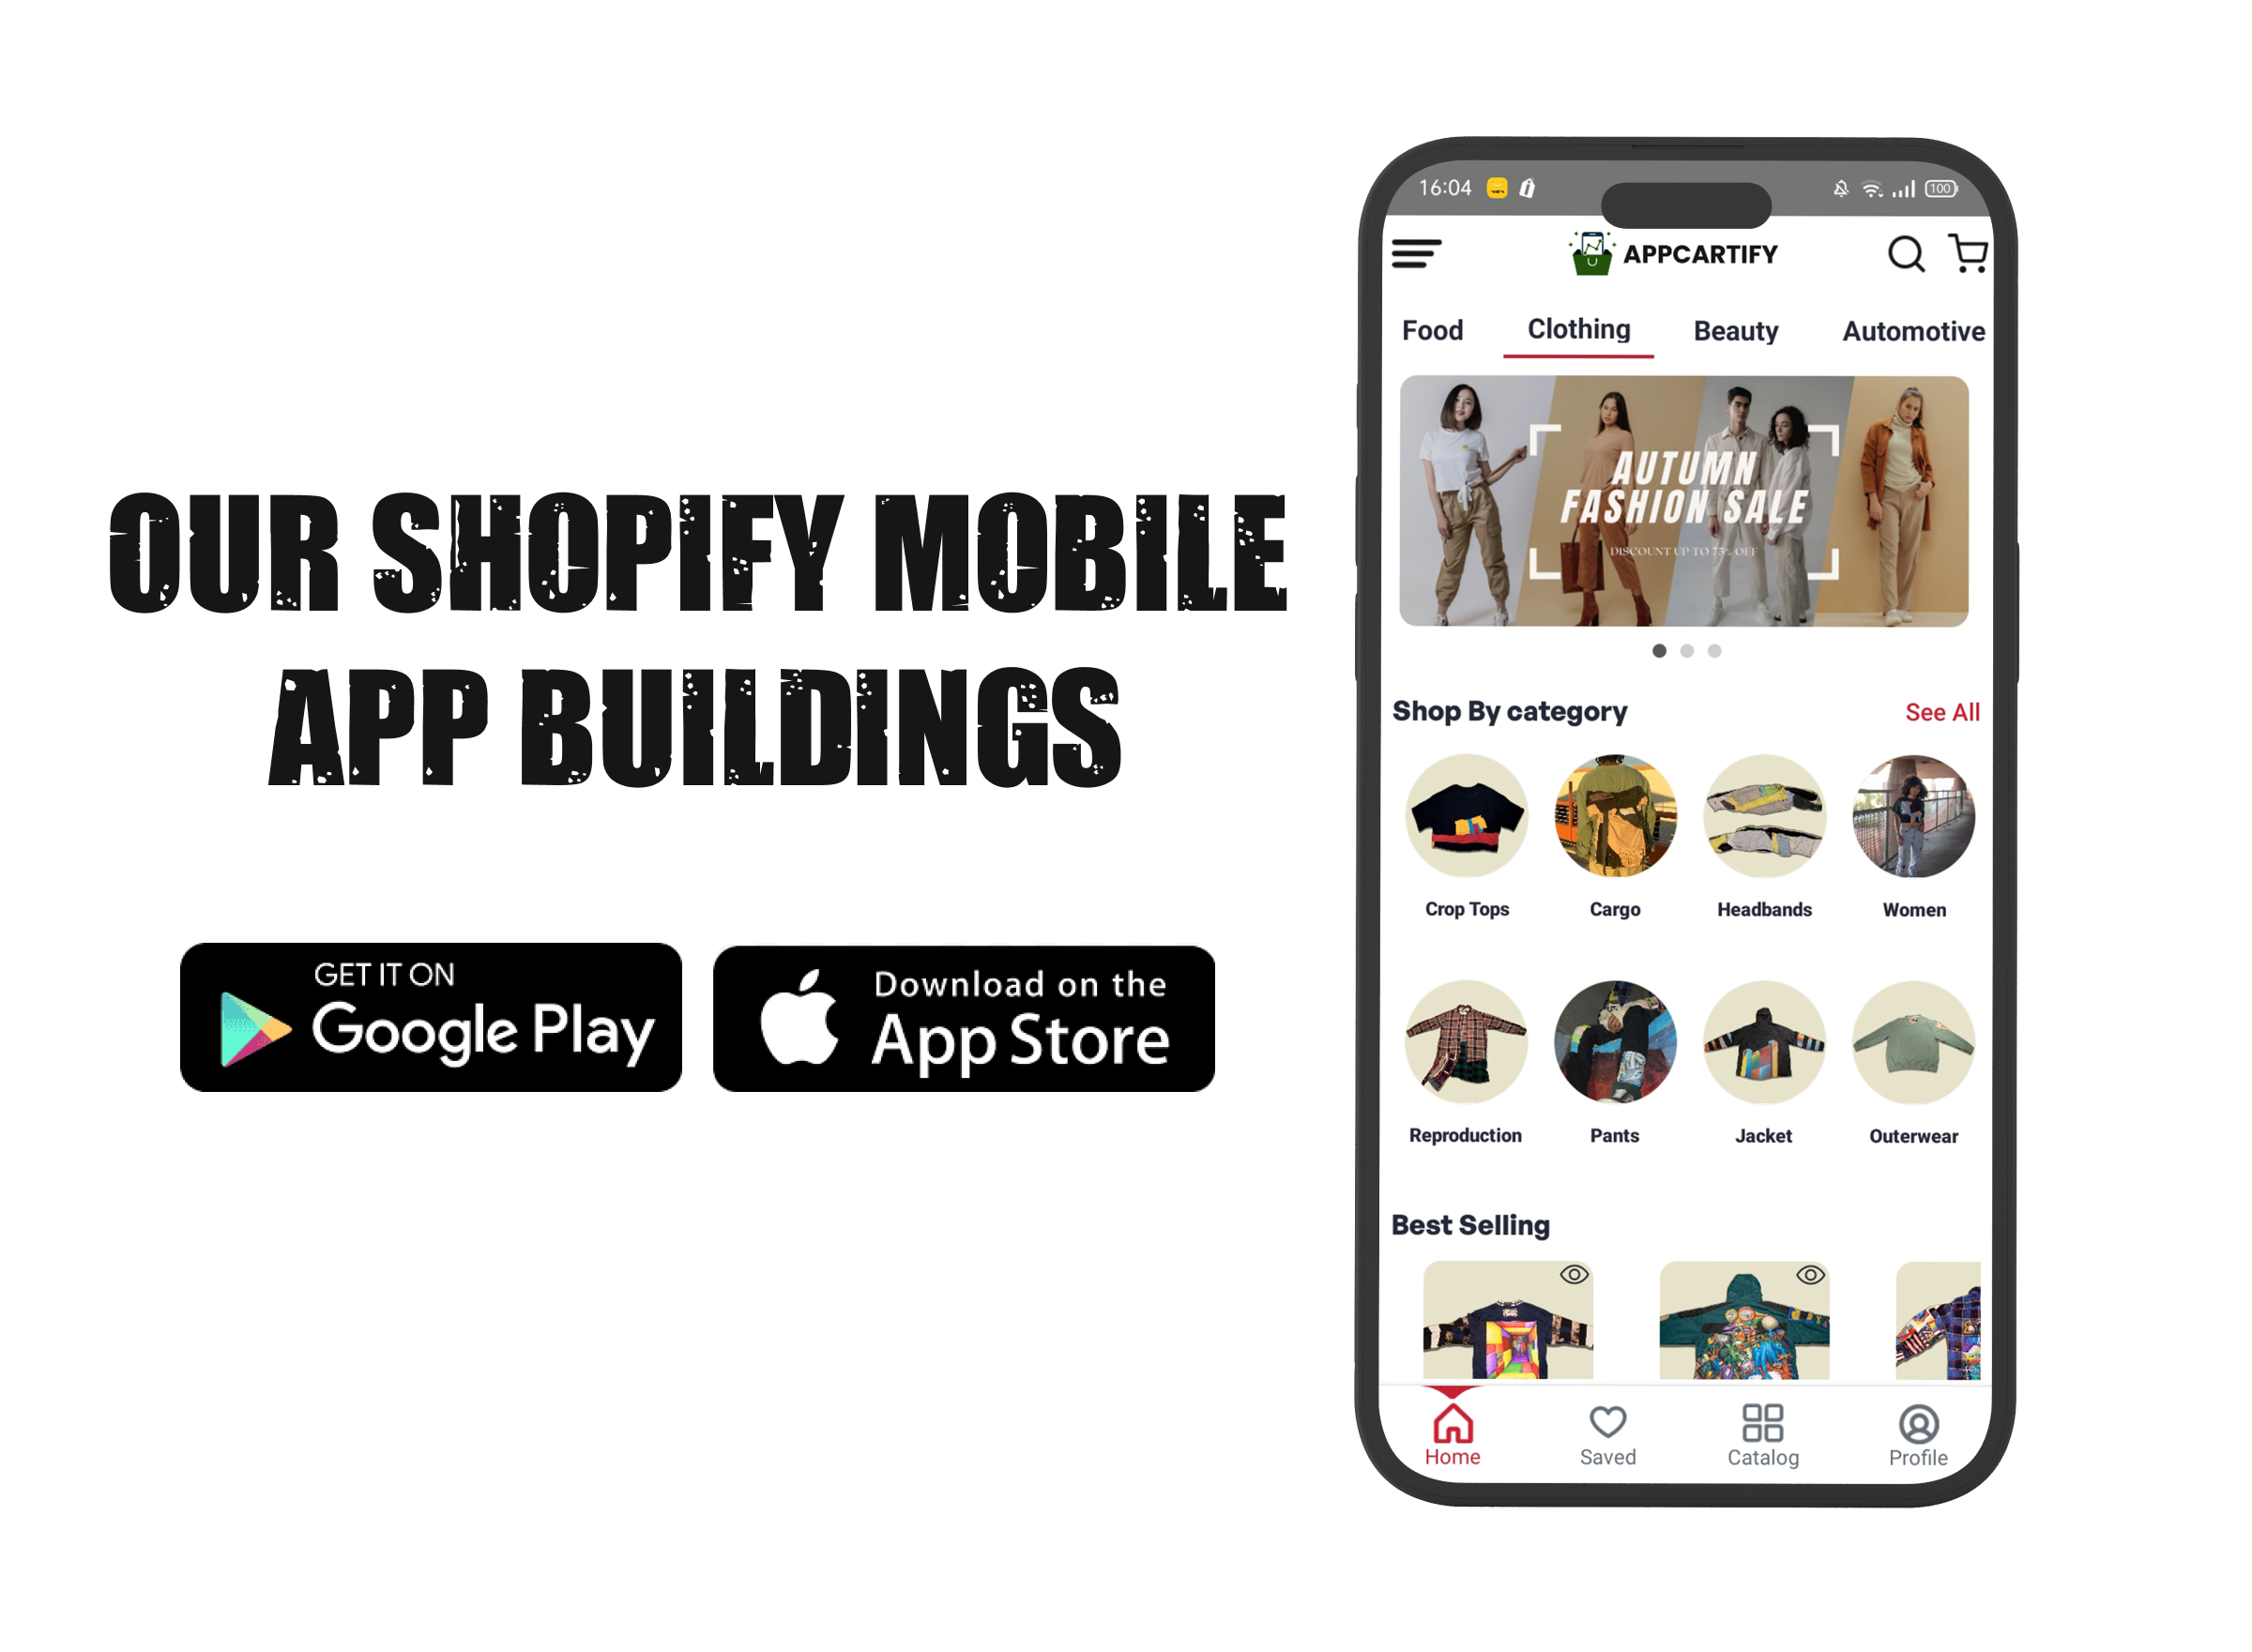 OUR SHOPIFY MOBILE
APP BUILDINGS
GET IT ON
Google Play
Download on the
App Store
16:04
100
APPCARTIFY
Food Clothing Beauty Automotive
AUTUMN
FASHION SALE
DISCOUNT UP TO 75% OFF
Shop By category See All
Crop Tops Cargo Headbands Women
Reproduction Pants Jacket Outerwear
Best Selling
Home Saved Catalog Profile